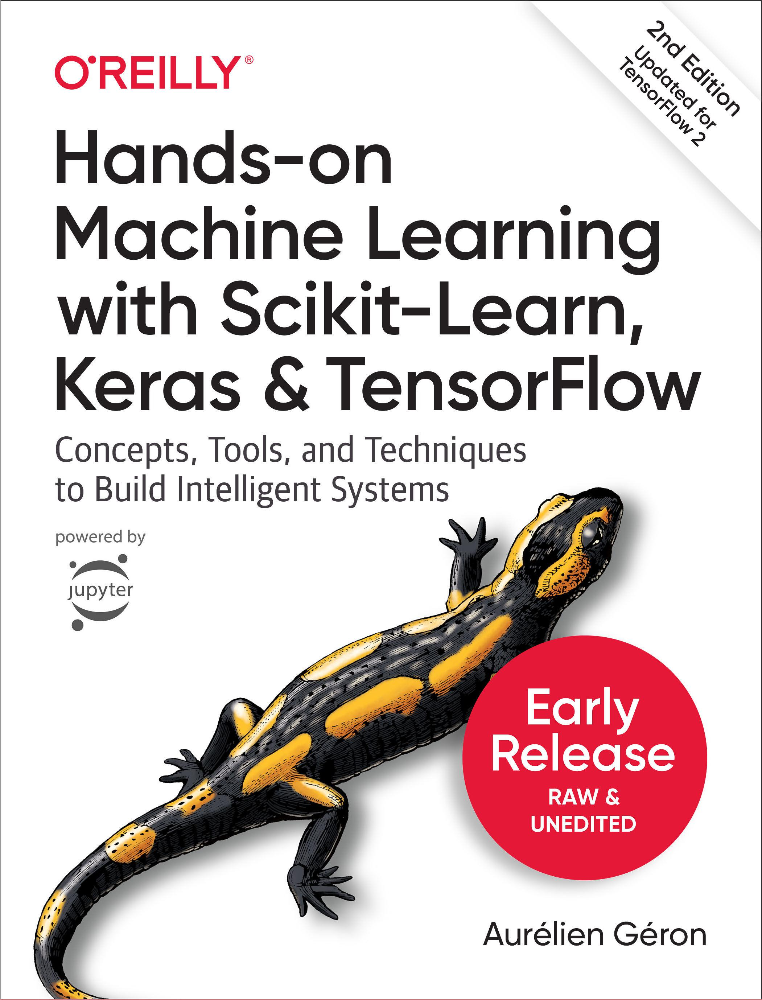 O'REILLY®
2nd Edition
Updated for
TensorFlow 2
Hands-on
Machine Learning
with Scikit-Learn,
Keras & TensorFlow
Concepts, Tools, and Techniques
to Build Intelligent Systems
powered by
jupyter
Early
Release
RAW &
UNEDITED
Aurélien Géron